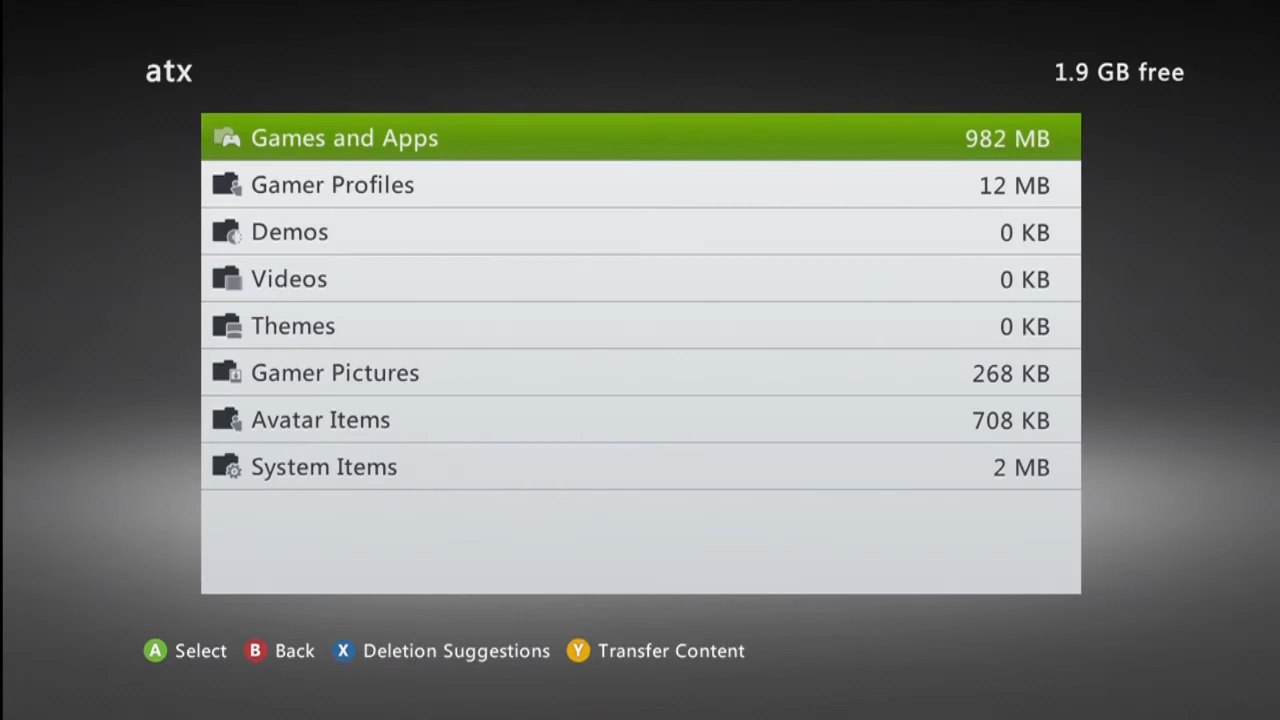 atx
1.9 GB free
Games and Apps 982 MB
Gamer Profiles 12 MB
Demos 0 KB
Videos 0 KB
Themes 0 KB
Gamer Pictures 268 KB
Avatar Items 708 KB
System Items 2 MB
A Select B Back X Deletion Suggestions Y Transfer Content